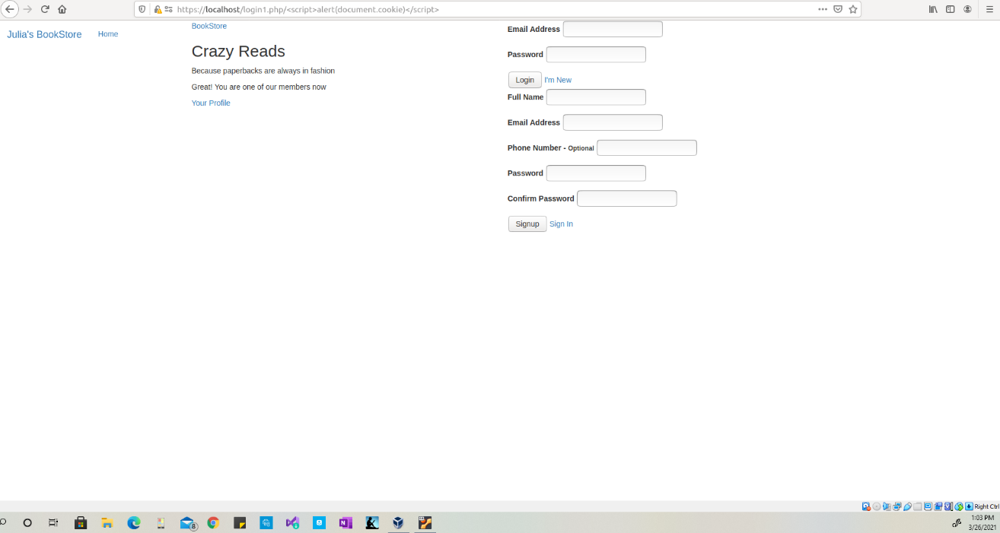 https://localhost/login1.php/<script>alert(document.cookie)</script>
Julia's BookStore Home
BookStore
Crazy Reads
Because paperbacks are always in fashion
Great! You are one of our members now
Your Profile
Email Address
Password
Login I'm New
Full Name
Email Address
Phone Number - Optional
Password
Confirm Password
Signup Sign In
Right Ctrl
8
1:03 PM
3/26/2021